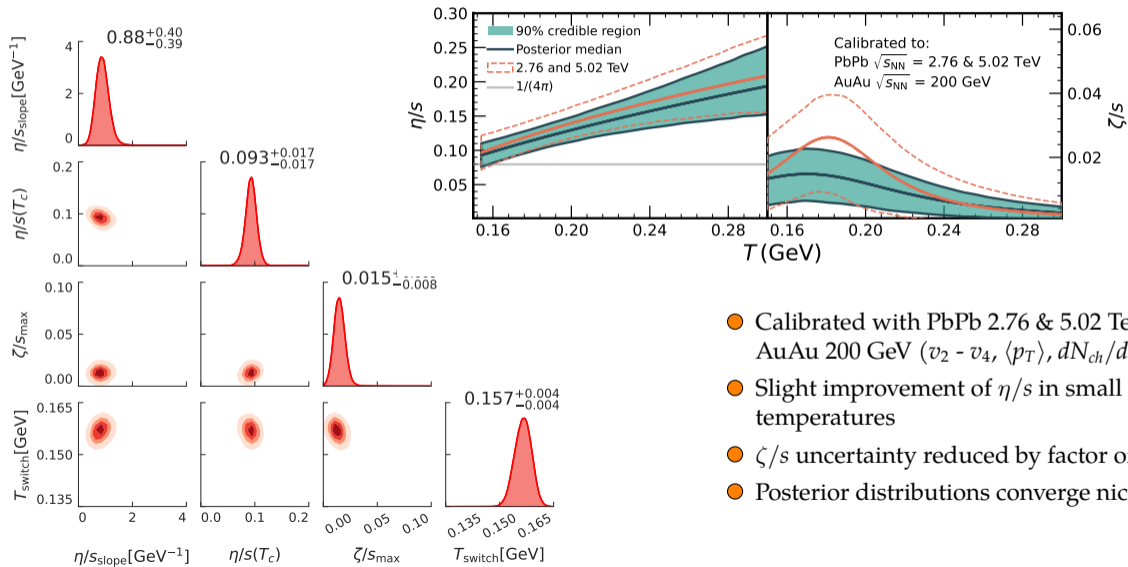 0.88+0.40−0.39
η/s_slope[GeV⁻¹]
4
2
0
0.093+0.017−0.017
η/s(T_c)
0.2
0.1
0.0
0.015
−0.008
ζ/s_max
0.10
0.05
0.00
0.157+0.004−0.004
T_switch[GeV]
0.165
0.150
0.135
0 4
0.0 0.1 0.2
0.00 0.05 0.10
0.135 0.150 0.165
η/s_slope[GeV⁻¹]
η/s(T_c)
ζ/s_max
T_switch[GeV]
0.30
0.25
0.20
0.15
0.10
0.05
η/s
90% credible region
Posterior median
2.76 and 5.02 TeV
1/(4π)
Calibrated to:
PbPb √s_NN = 2.76 & 5.02 TeV
AuAu √s_NN = 200 GeV
0.06
0.04
0.02
ζ/s
0.16 0.20 0.24 0.28 0.16 0.20 0.24 0.28
T (GeV)
Calibrated with PbPb 2.76 & 5.02
AuAu 200 GeV (v₂ - v₄, ⟨p_T⟩, dN_ch/d
Slight improvement of η/s in small
temperatures
ζ/s uncertainty reduced by factor
Posterior distributions converge